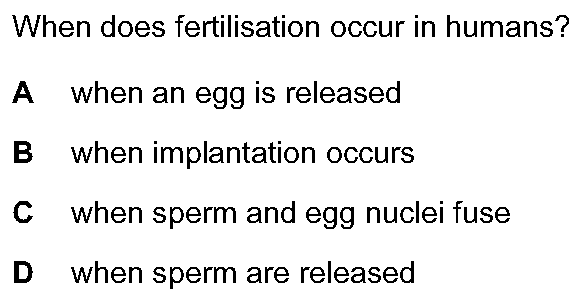 When does fertilisation occur in humans?
A when an egg is released
B when implantation occurs
C when sperm and egg nuclei fuse
D when sperm are released